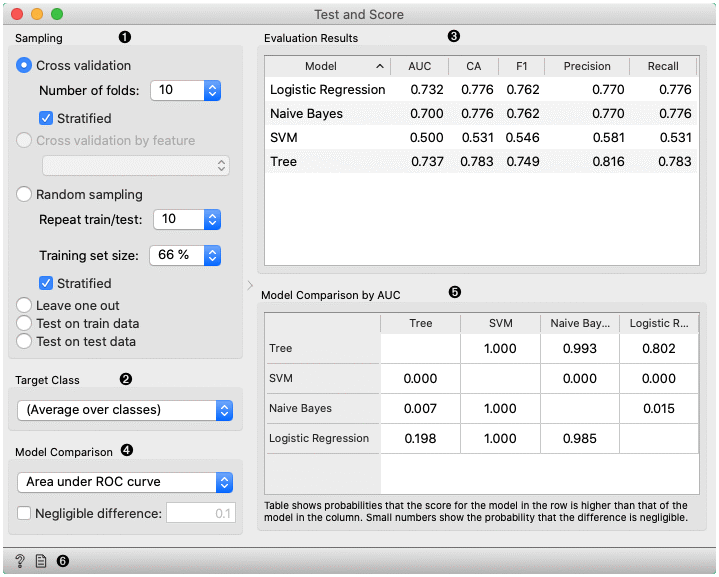 Test and Score
Sampling ❶
Cross validation
Number of folds: 10
Stratified
Cross validation by feature
Random sampling
Repeat train/test: 10
Training set size: 66 %
Stratified
Leave one out
Test on train data
Test on test data
Target Class ❷
(Average over classes)
Model Comparison ❹
Area under ROC curve
Negligible difference: 0.1
Evaluation Results ❸
Model AUC CA F1 Precision Recall
Logistic Regression 0.732 0.776 0.762 0.770 0.776
Naive Bayes 0.700 0.776 0.762 0.770 0.776
SVM 0.500 0.531 0.546 0.581 0.531
Tree 0.737 0.783 0.749 0.816 0.783
Model Comparison by AUC ❺
Tree SVM Naive Bay... Logistic R...
Tree 1.000 0.993 0.802
SVM 0.000 0.000 0.000
Naive Bayes 0.007 1.000 0.015
Logistic Regression 0.198 1.000 0.985
Table shows probabilities that the score for the model in the row is higher than that of the
model in the column. Small numbers show the probability that the difference is negligible.
? ❻